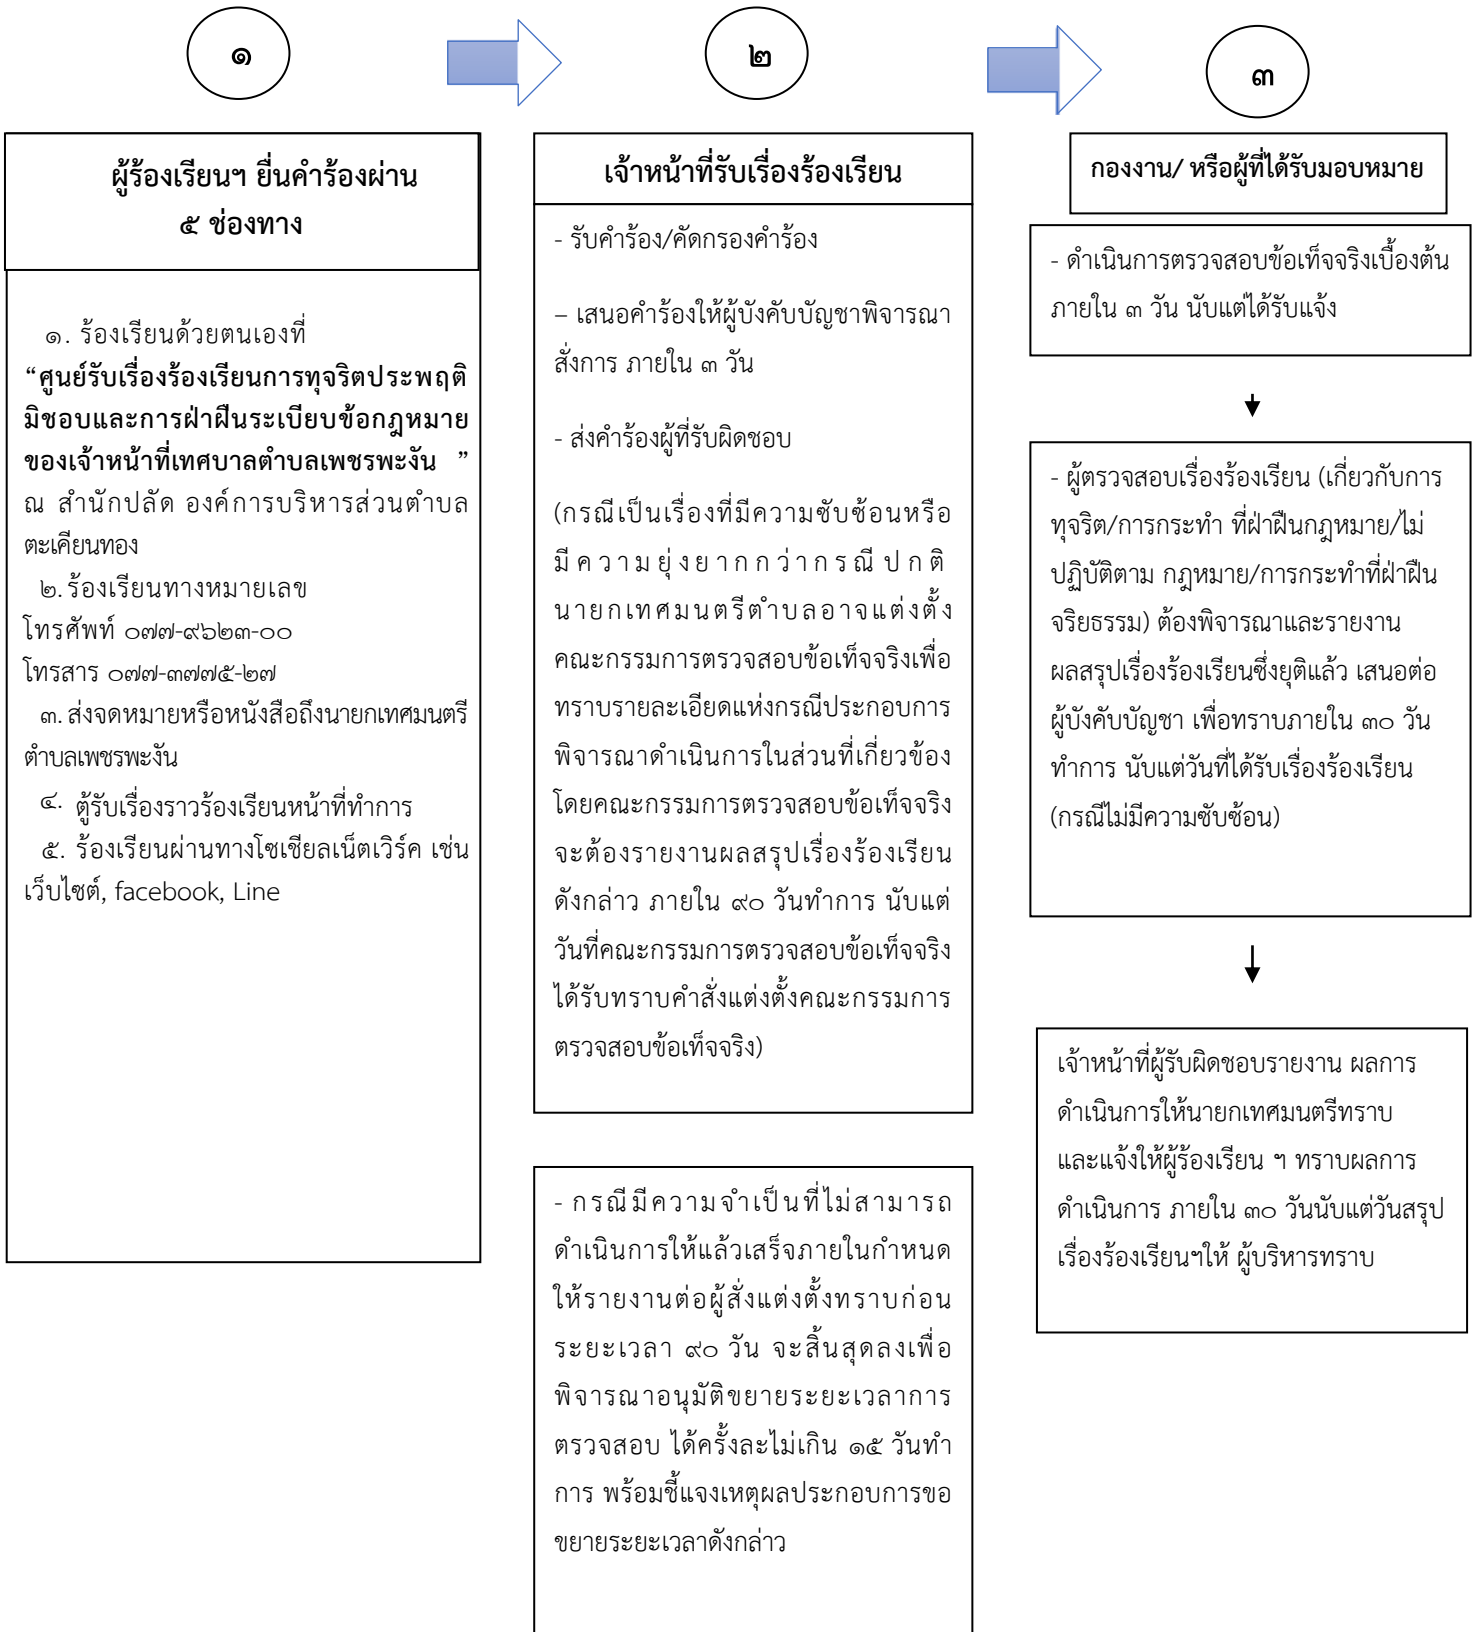 ๑
๒
๓
ผู้ร้องเรียนฯ ยื่นคำร้องผ่าน
๕ ช่องทาง
๑. ร้องเรียนด้วยตนเองที่
“ศูนย์รับเรื่องร้องเรียนการทุจริตประพฤติ
มิชอบและการฝ่าฝืนระเบียบข้อกฎหมาย
ของเจ้าหน้าที่เทศบาลตำบลเพชรพะงัน ”
ณ สำนักปลัด องค์การบริหารส่วนตำบล
ตะเคียนทอง
๒. ร้องเรียนทางหมายเลข
โทรศัพท์ ๐๗๗-๙๖๒๓-๐๐
โทรสาร ๐๗๗-๓๗๗๕-๒๗
๓. ส่งจดหมายหรือหนังสือถึงนายกเทศมนตรี
ตำบลเพชรพะงัน
๔. ตู้รับเรื่องราวร้องเรียนหน้าที่ทำการ
๕. ร้องเรียนผ่านทางโซเชียลเน็ตเวิร์ค เช่น
เว็บไซต์, facebook, Line
เจ้าหน้าที่รับเรื่องร้องเรียน
- รับคำร้อง/คัดกรองคำร้อง
– เสนอคำร้องให้ผู้บังคับบัญชาพิจารณา
สั่งการ ภายใน ๓ วัน
- ส่งคำร้องผู้ที่รับผิดชอบ
(กรณีเป็นเรื่องที่มีความซับซ้อนหรือ
มีความยุ่งยากกว่ากรณีปกติ
นายกเทศมนตรีตำบลอาจแต่งตั้ง
คณะกรรมการตรวจสอบข้อเท็จจริงเพื่อ
ทราบรายละเอียดแห่งกรณีประกอบการ
พิจารณาดำเนินการในส่วนที่เกี่ยวข้อง
โดยคณะกรรมการตรวจสอบข้อเท็จจริง
จะต้องรายงานผลสรุปเรื่องร้องเรียน
ดังกล่าว ภายใน ๙๐ วันทำการ นับแต่
วันที่คณะกรรมการตรวจสอบข้อเท็จจริง
ได้รับทราบคำสั่งแต่งตั้งคณะกรรมการ
ตรวจสอบข้อเท็จจริง)
- กรณีมีความจำเป็นที่ไม่สามารถ
ดำเนินการให้แล้วเสร็จภายในกำหนด
ให้รายงานต่อผู้สั่งแต่งตั้งทราบก่อน
ระยะเวลา ๙๐ วัน จะสิ้นสุดลงเพื่อ
พิจารณาอนุมัติขยายระยะเวลาการ
ตรวจสอบ ได้ครั้งละไม่เกิน ๑๕ วันทำ
การ พร้อมชี้แจงเหตุผลประกอบการขอ
ขยายระยะเวลาดังกล่าว
กองงาน/ หรือผู้ที่ได้รับมอบหมาย
- ดำเนินการตรวจสอบข้อเท็จจริงเบื้องต้น
ภายใน ๓ วัน นับแต่ได้รับแจ้ง
- ผู้ตรวจสอบเรื่องร้องเรียน (เกี่ยวกับการ
ทุจริต/การกระทำ ที่ฝ่าฝืนกฎหมาย/ไม่
ปฏิบัติตาม กฎหมาย/การกระทำที่ฝ่าฝืน
จริยธรรม) ต้องพิจารณาและรายงาน
ผลสรุปเรื่องร้องเรียนซึ่งยุติแล้ว เสนอต่อ
ผู้บังคับบัญชา เพื่อทราบภายใน ๓๐ วัน
ทำการ นับแต่วันที่ได้รับเรื่องร้องเรียน
(กรณีไม่มีความซับซ้อน)
เจ้าหน้าที่ผู้รับผิดชอบรายงาน ผลการ
ดำเนินการให้นายกเทศมนตรีทราบ
และแจ้งให้ผู้ร้องเรียน ฯ ทราบผลการ
ดำเนินการ ภายใน ๓๐ วันนับแต่วันสรุป
เรื่องร้องเรียนฯให้ ผู้บริหารทราบ